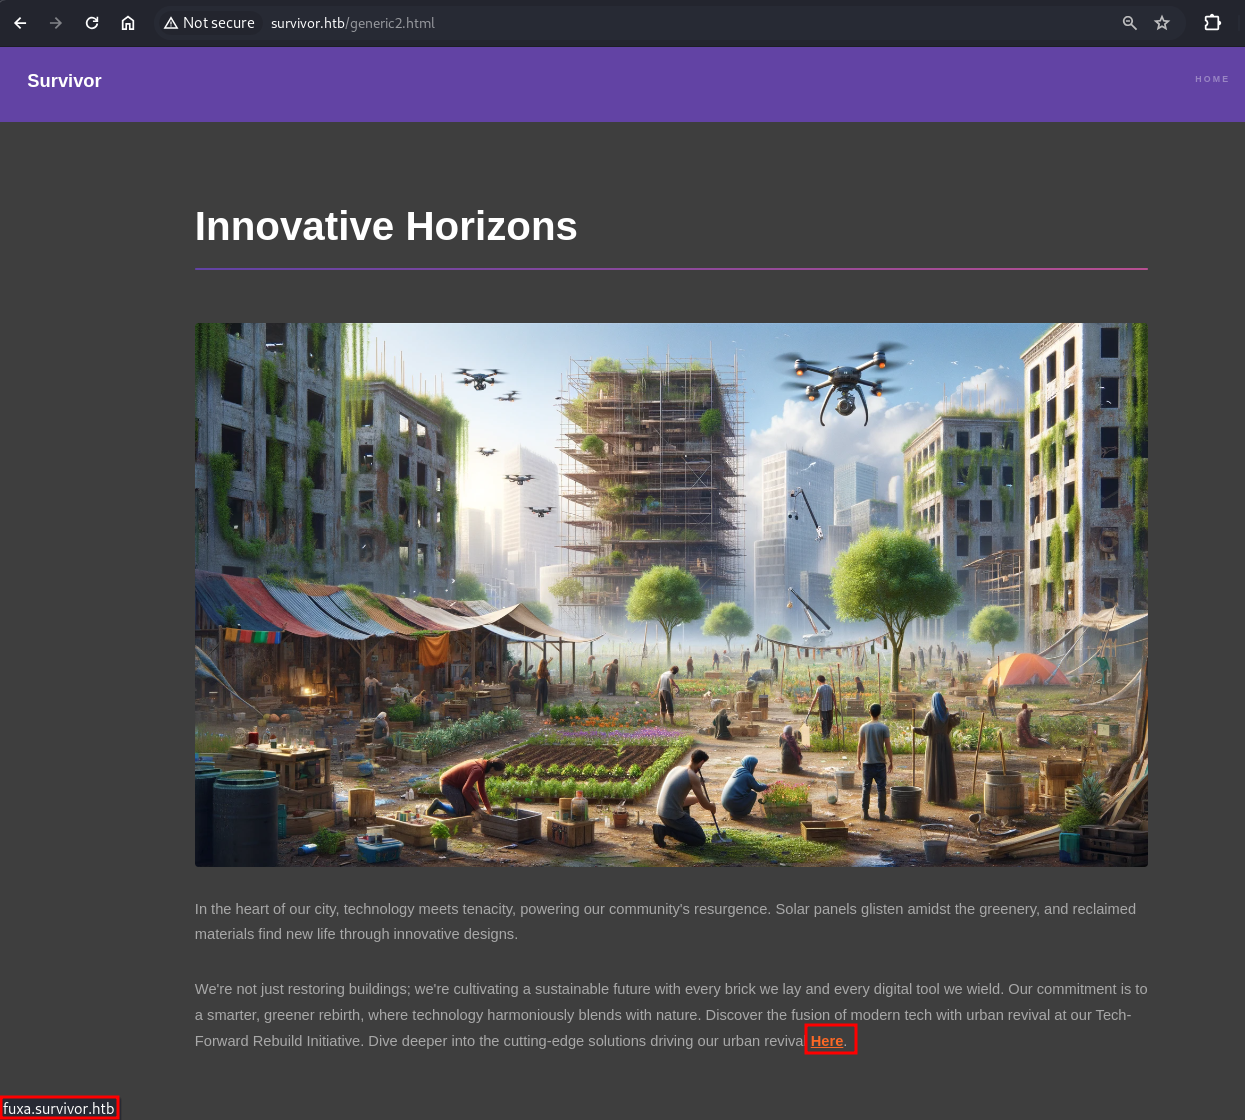 Not secure survivor.htb/generic2.html
Survivor
HOME
Innovative Horizons
In the heart of our city, technology meets tenacity, powering our community's resurgence. Solar panels glisten amidst the greenery, and reclaimed
materials find new life through innovative designs.
We're not just restoring buildings; we're cultivating a sustainable future with every brick we lay and every digital tool we wield. Our commitment is to
a smarter, greener rebirth, where technology harmoniously blends with nature. Discover the fusion of modern tech with urban revival at our Tech-
Forward Rebuild Initiative. Dive deeper into the cutting-edge solutions driving our urban reviva Here.
fuxa.survivor.htb